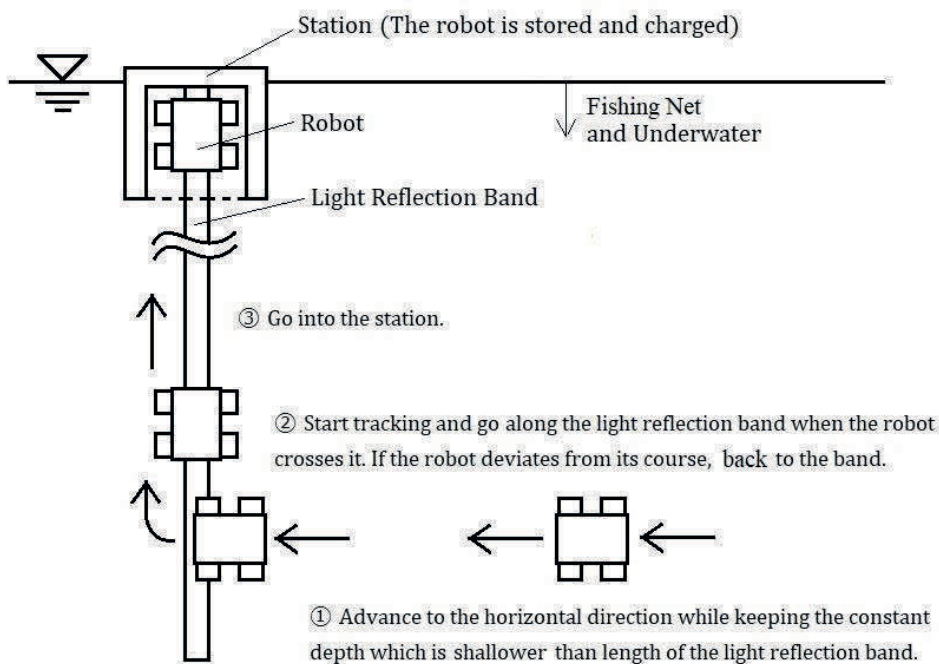 Station (The robot is stored and charged)
Fishing Net
and Underwater
Robot
Light Reflection Band
③ Go into the station.
② Start tracking and go along the light reflection band when the robot
crosses it. If the robot deviates from its course, back to the band.
① Advance to the horizontal direction while keeping the constant
depth which is shallower than length of the light reflection band.